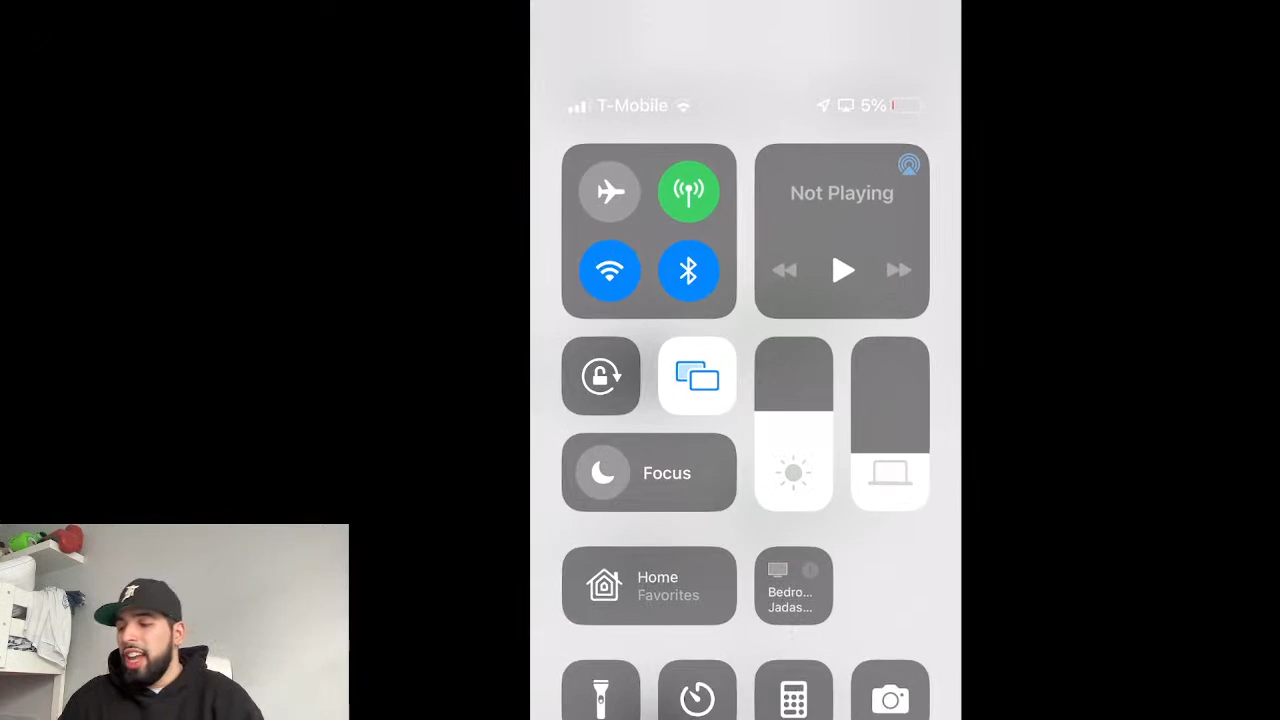 T-Mobile 5%
Not Playing
Focus
Home
Favorites
Bedro...
Jadas...